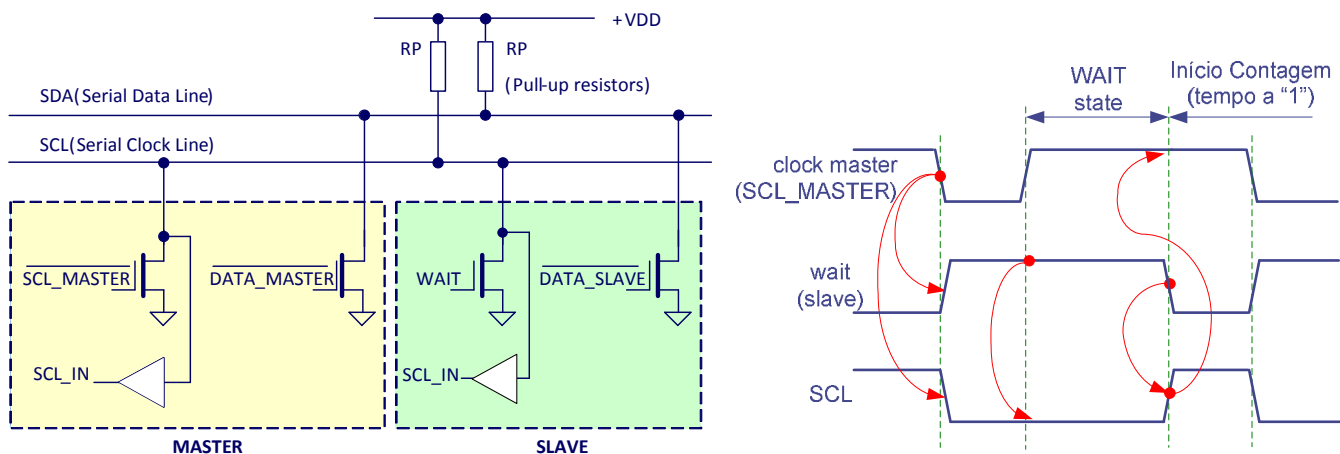 +VDD
RP
RP
(Pull-up resistors)
SDA(Serial Data Line)
SCL(Serial Clock Line)
SCL_MASTER
DATA_MASTER
WAIT
DATA_SLAVE
SCL_IN
SCL_IN
MASTER
SLAVE
WAIT
state
Início Contagem
(tempo a “1”)
clock master
(SCL_MASTER)
wait
(slave)
SCL